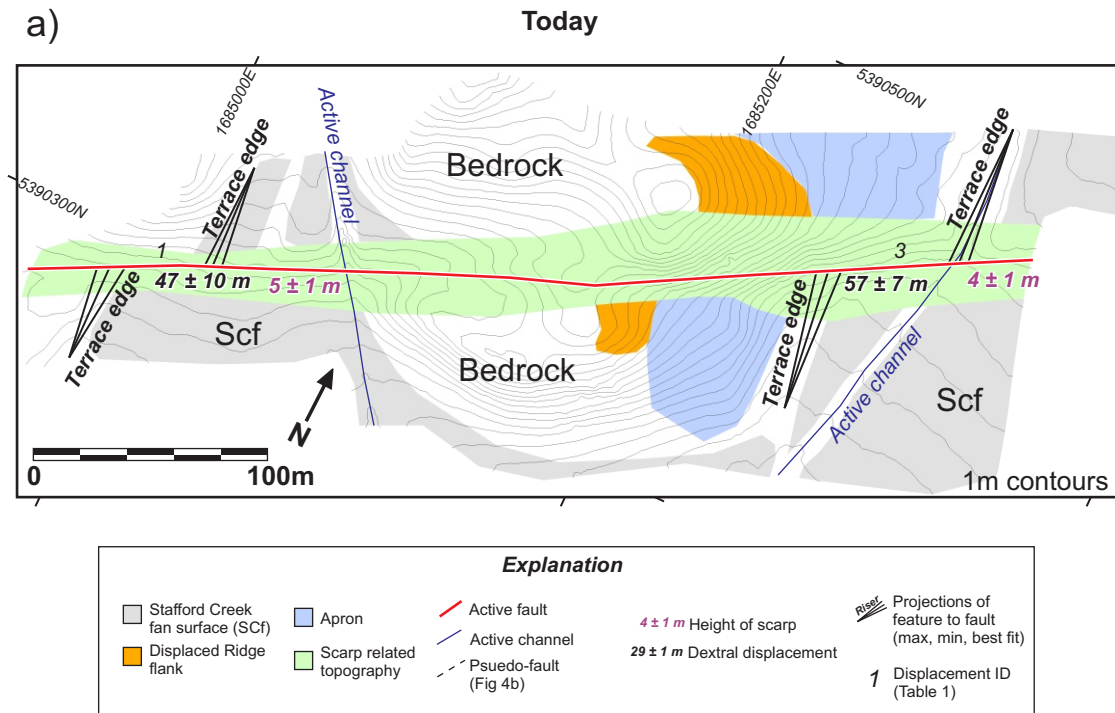 a)
Today
1685000E
1685200E
5390500N
5390300N
Active channel
Terrace edge
Bedrock
Terrace edge
1
47 ± 10 m
5 ± 1 m
3
57 ± 7 m
4 ± 1 m
Terrace edge
Scf
Bedrock
Terrace edge
Active channel
Scf
N
0
100m
1m contours
Explanation
Stafford Creek
fan surface (SCf)
Displaced Ridge
flank
Apron
Scarp related
topography
Active fault
Active channel
Psuedo-fault
(Fig 4b)
4 ± 1 m Height of scarp
29 ± 1 m Dextral displacement
Riser
Projections of
feature to fault
(max, min, best fit)
1 Displacement ID
(Table 1)